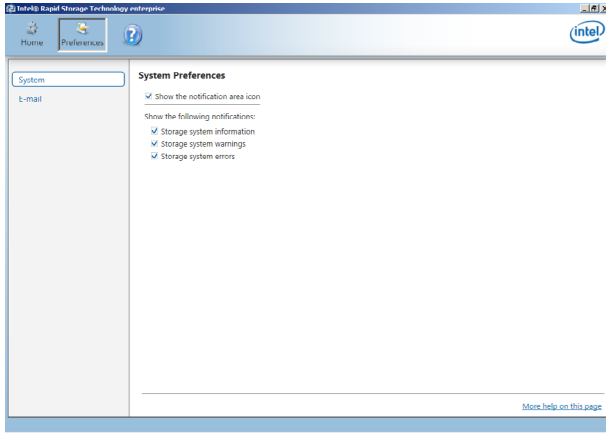 Intel® Rapid Storage Technology enterprise
Home
Preferences
?
intel
System
E-mail
System Preferences
Show the notification area icon
Show the following notifications:
Storage system information
Storage system warnings
Storage system errors
More help on this page